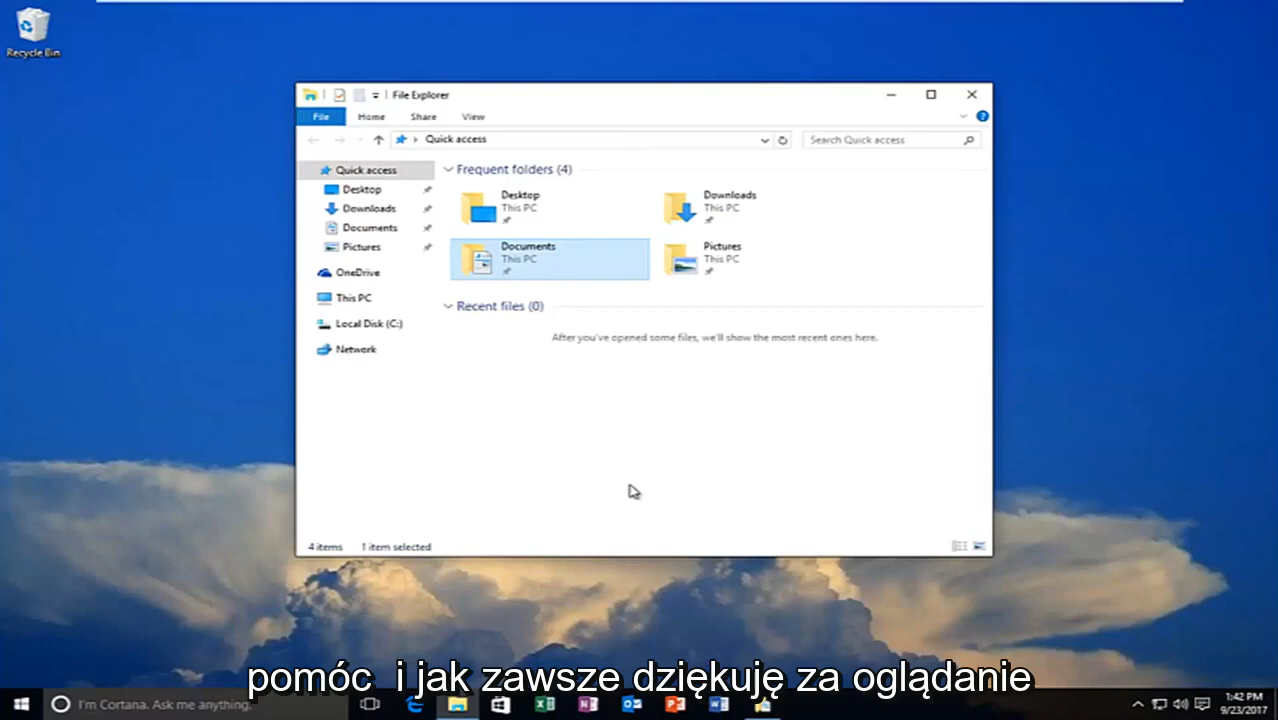 Recycle Bin
File Explorer
File Home Share View
Quick access
Search Quick access
Quick access
Desktop
Downloads
Documents
Pictures
OneDrive
This PC
Local Disk (C:)
Network
Frequent folders (4)
Desktop
This PC
Downloads
This PC
Documents
This PC
Pictures
This PC
Recent files (0)
After you've opened some files, we'll show the most recent ones here.
4 items 1 item selected
pomóc i jak zawsze dziękuję za oglądanie
I'm Cortana. Ask me anything.
1:42 PM
9/23/2017